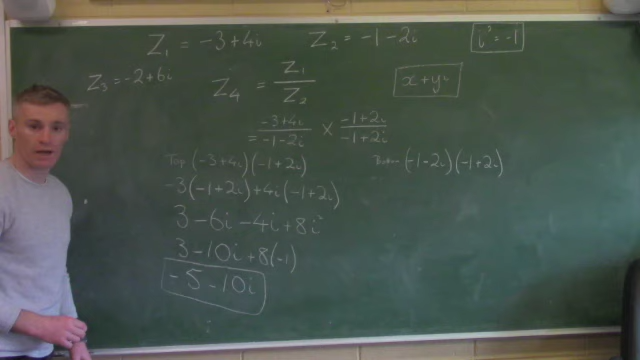 Z₁ = -3+4i Z₂ = -1-2i i² = -1
Z₃ = -2+6i Z₄ = Z₁/Z₂ x+yi
= -3+4i/-1-2i × -1+2i/-1+2i
Top (-3+4i)(-1+2i) Bottom (-1-2i)(-1+2i)
-3(-1+2i)+4i(-1+2i)
3-6i-4i+8i²
3-10i+8(-1)
-5-10i